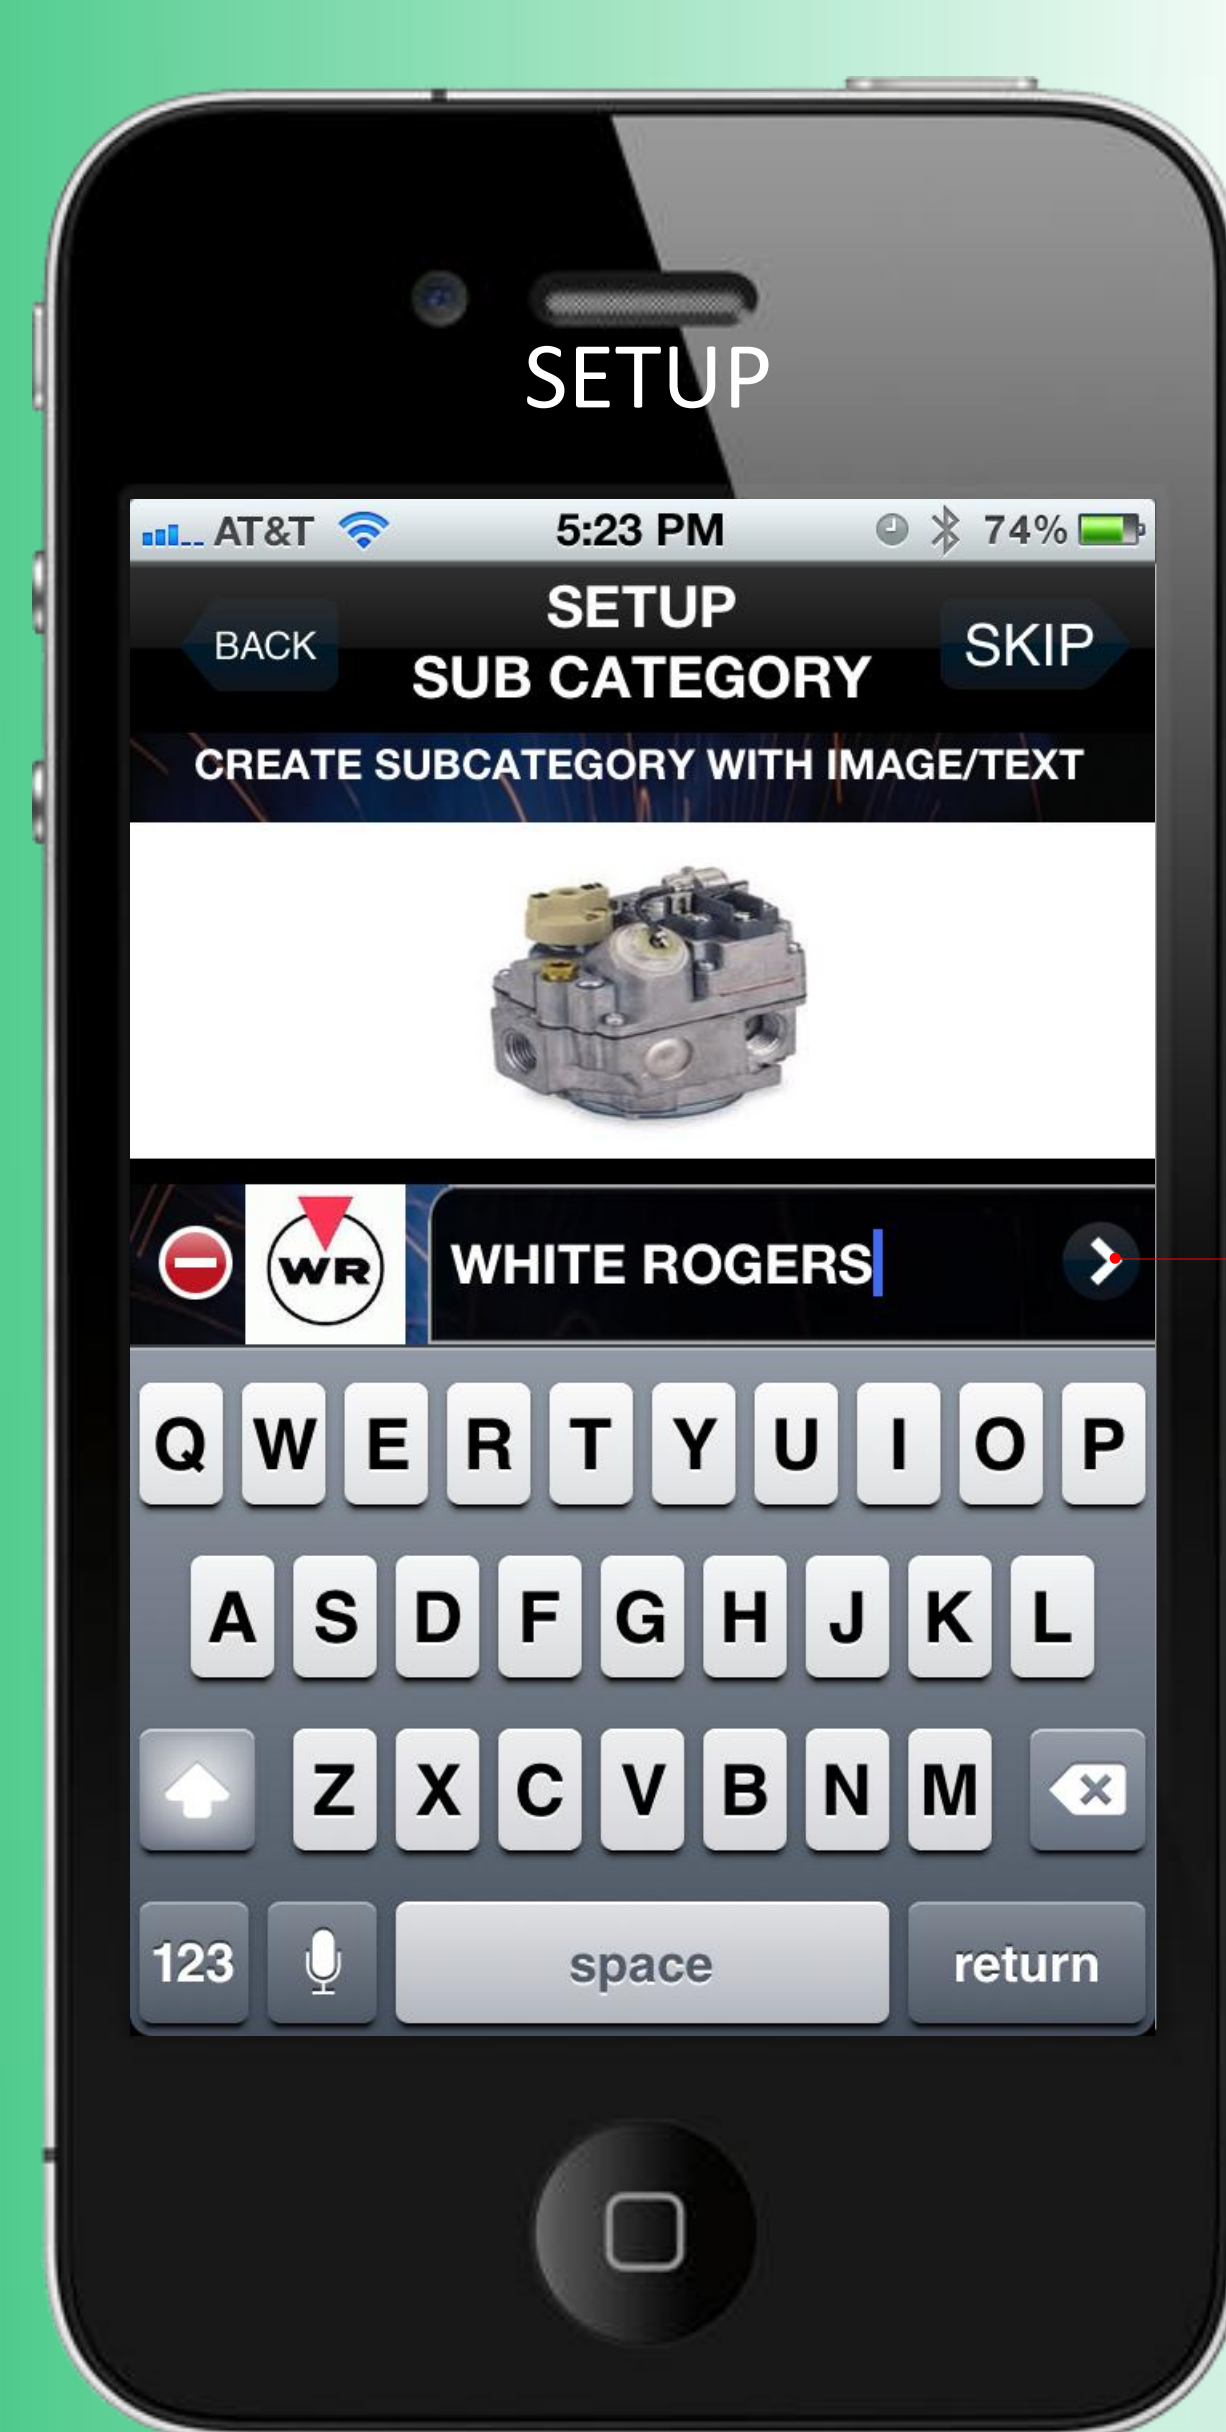 SETUP
AT&T 5:23 PM 74%
BACK SETUP SKIP
SUB CATEGORY
CREATE SUBCATEGORY WITH IMAGE/TEXT
WR WHITE ROGERS
Q W E R T Y U I O P
A S D F G H J K L
Z X C V B N M
123 space return